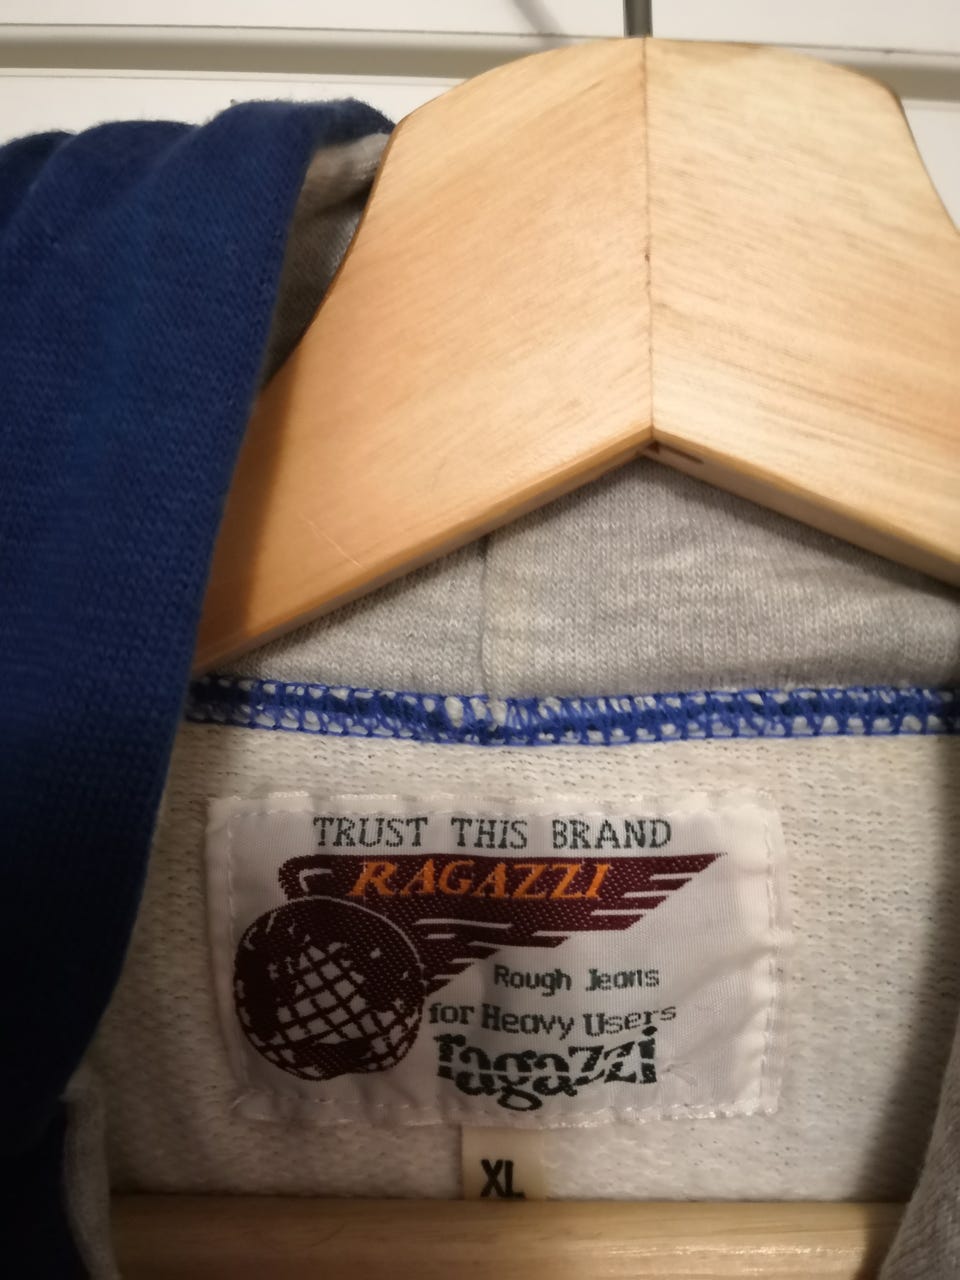 TRUST THIS BRAND
RAGAZZI
Rough Jeans
for Heavy Users
ragazzi
XL